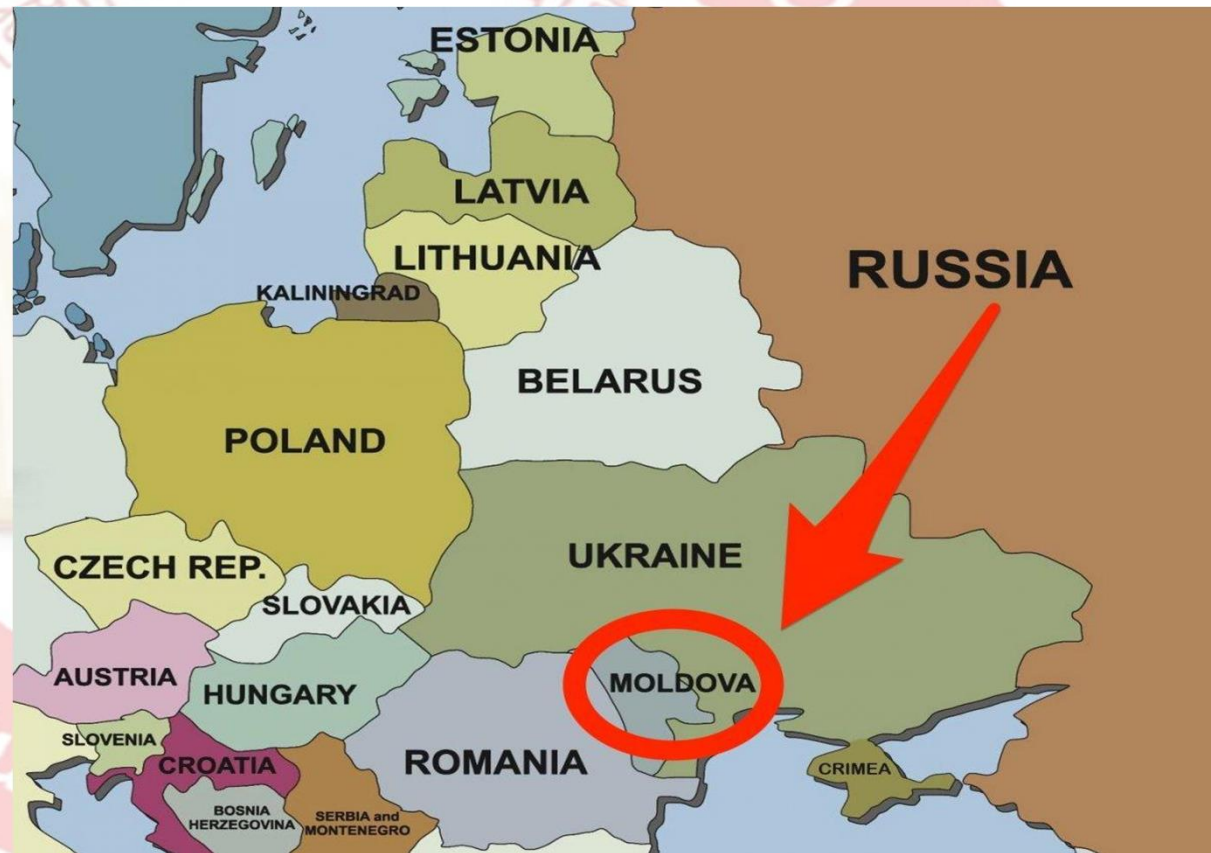 ESTONIA
LATVIA
LITHUANIA
KALININGRAD
RUSSIA
BELARUS
POLAND
UKRAINE
CZECH REP.
SLOVAKIA
AUSTRIA
HUNGARY
MOLDOVA
SLOVENIA
CROATIA
ROMANIA
CRIMEA
BOSNIA
HERZEGOVINA
SERBIA and
MONTENEGRO